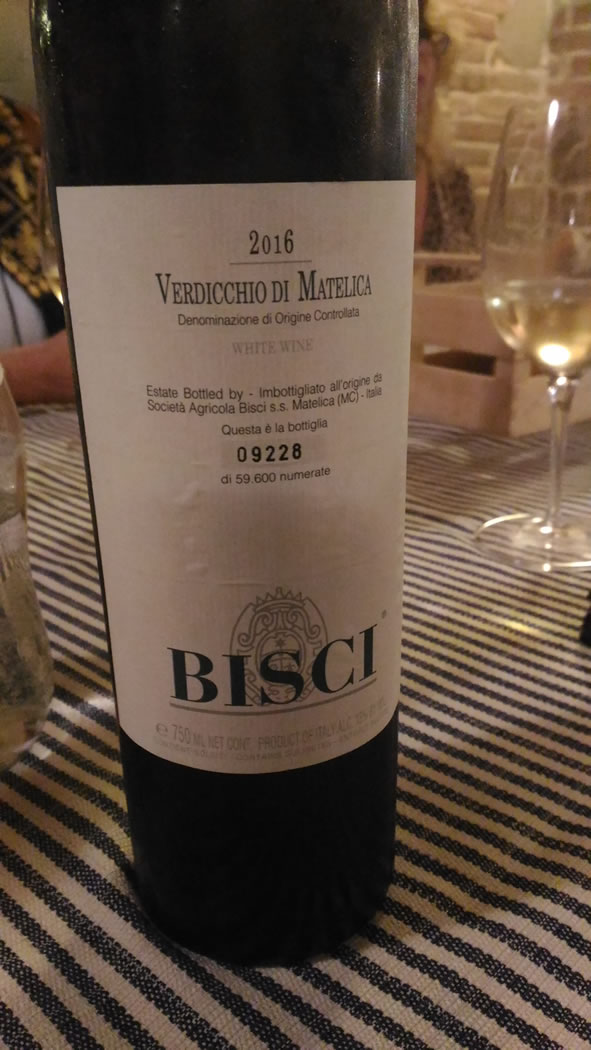 2016
VERDICCHIO DI MATELICA
Denominazione di Origine Controllata
WHITE WINE
Estate Bottled by - Imbottigliato all'origine da
Società Agricola Bisci s.s. Matelica (MC) - Italia
Questa è la bottiglia
09228
di 59.600 numerate
BISCI
e 750 ML NET CONT. PRODUCT OF ITALY ALC.